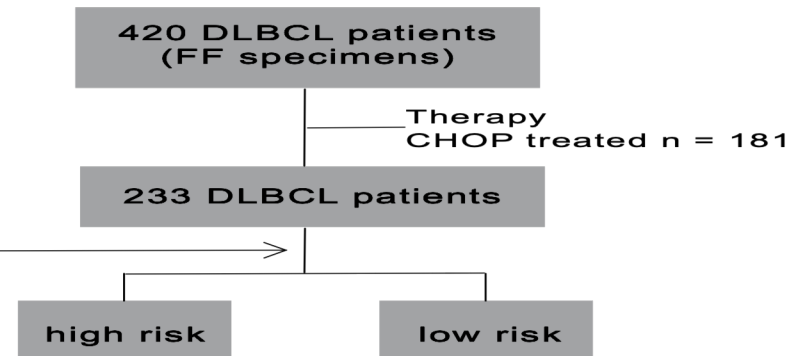 420 DLBCL patients
(FF specimens)
Therapy
CHOP treated n = 181
233 DLBCL patients
high risk
low risk